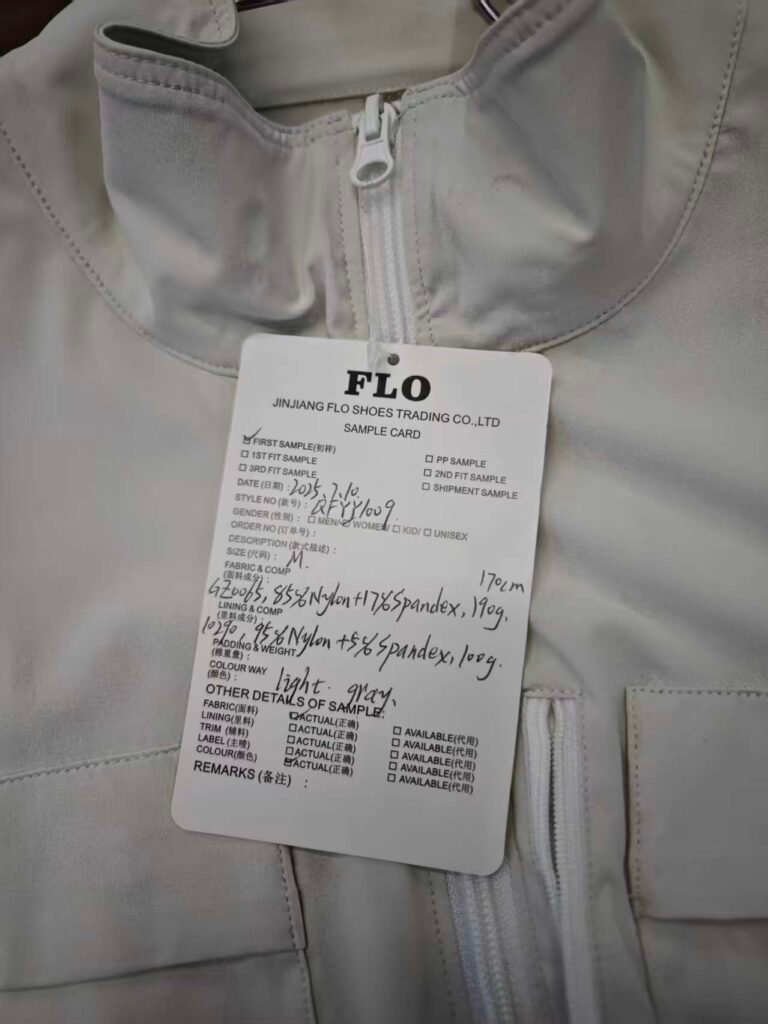 FLO
JINJIANG FLO SHOES TRADING CO.,LTD
SAMPLE CARD
FIRST SAMPLE(初样)
1ST FIT SAMPLE
3RD FIT SAMPLE
PP SAMPLE
2ND FIT SAMPLE
SHIPMENT SAMPLE
DATE (日期) : 2025.7.10.
STYLE NO (款号) : QFYY1009.
GENDER (性别) : MEN/ WOMEN/ KID/ UNISEX
ORDER NO (订单号) :
DESCRIPTION (款式描述) :
SIZE (尺码) : M. 170cm
FABRIC & COMP
(面料成分) :
GZ0065, 85%Nylon+17%Spandex, 190g.
LINING & COMP
(里料成分) :
10290, 95%Nylon+5%Spandex, 100g.
PADDING & WEIGHT
(棉重量) :
COLOUR WAY
(颜色) : light gray.
OTHER DETAILS OF SAMPLE:
FABRIC(面料) ACTUAL(正确) AVAILABLE(代用)
LINING(里料) ACTUAL(正确) AVAILABLE(代用)
TRIM (辅料) ACTUAL(正确) AVAILABLE(代用)
LABEL (主唛) ACTUAL(正确) AVAILABLE(代用)
COLOUR(颜色) ACTUAL(正确) AVAILABLE(代用)
REMARKS (备注) :